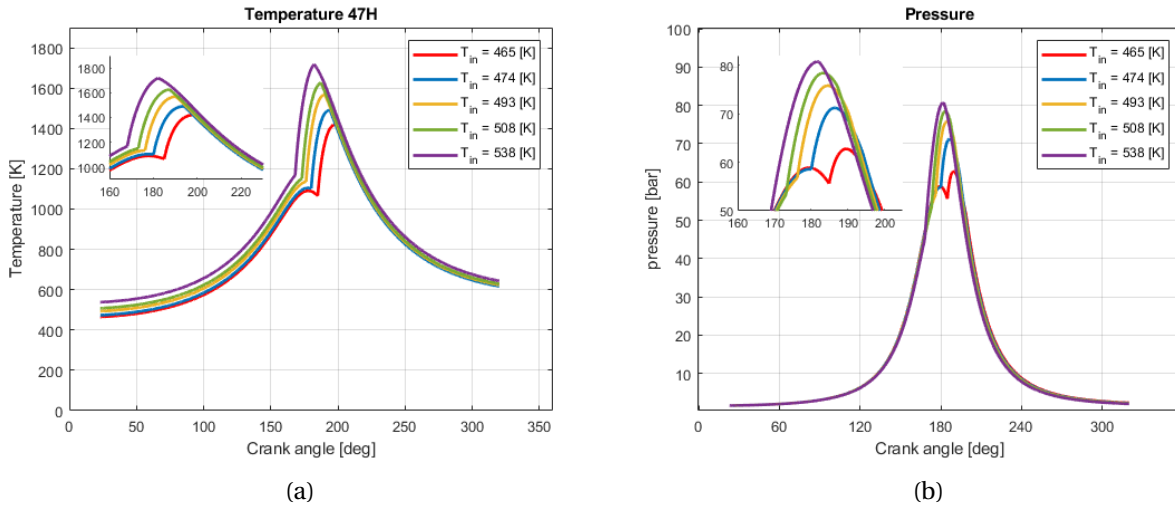 Temperature 47H
1800
1600
1400
1200
1000
800
600
400
200
0
Temperature [K]
1800
1600
1400
1200
1000
160
180
200
220
T_in = 465 [K]
T_in = 474 [K]
T_in = 493 [K]
T_in = 508 [K]
T_in = 538 [K]
0
50
100
150
200
250
300
350
Crank angle [deg]
(a)
Pressure
100
90
80
70
60
50
40
30
20
10
pressure [bar]
80
70
60
50
160
170
180
190
200
T_in = 465 [K]
T_in = 474 [K]
T_in = 493 [K]
T_in = 508 [K]
T_in = 538 [K]
0
60
120
180
240
300
Crank angle [deg]
(b)